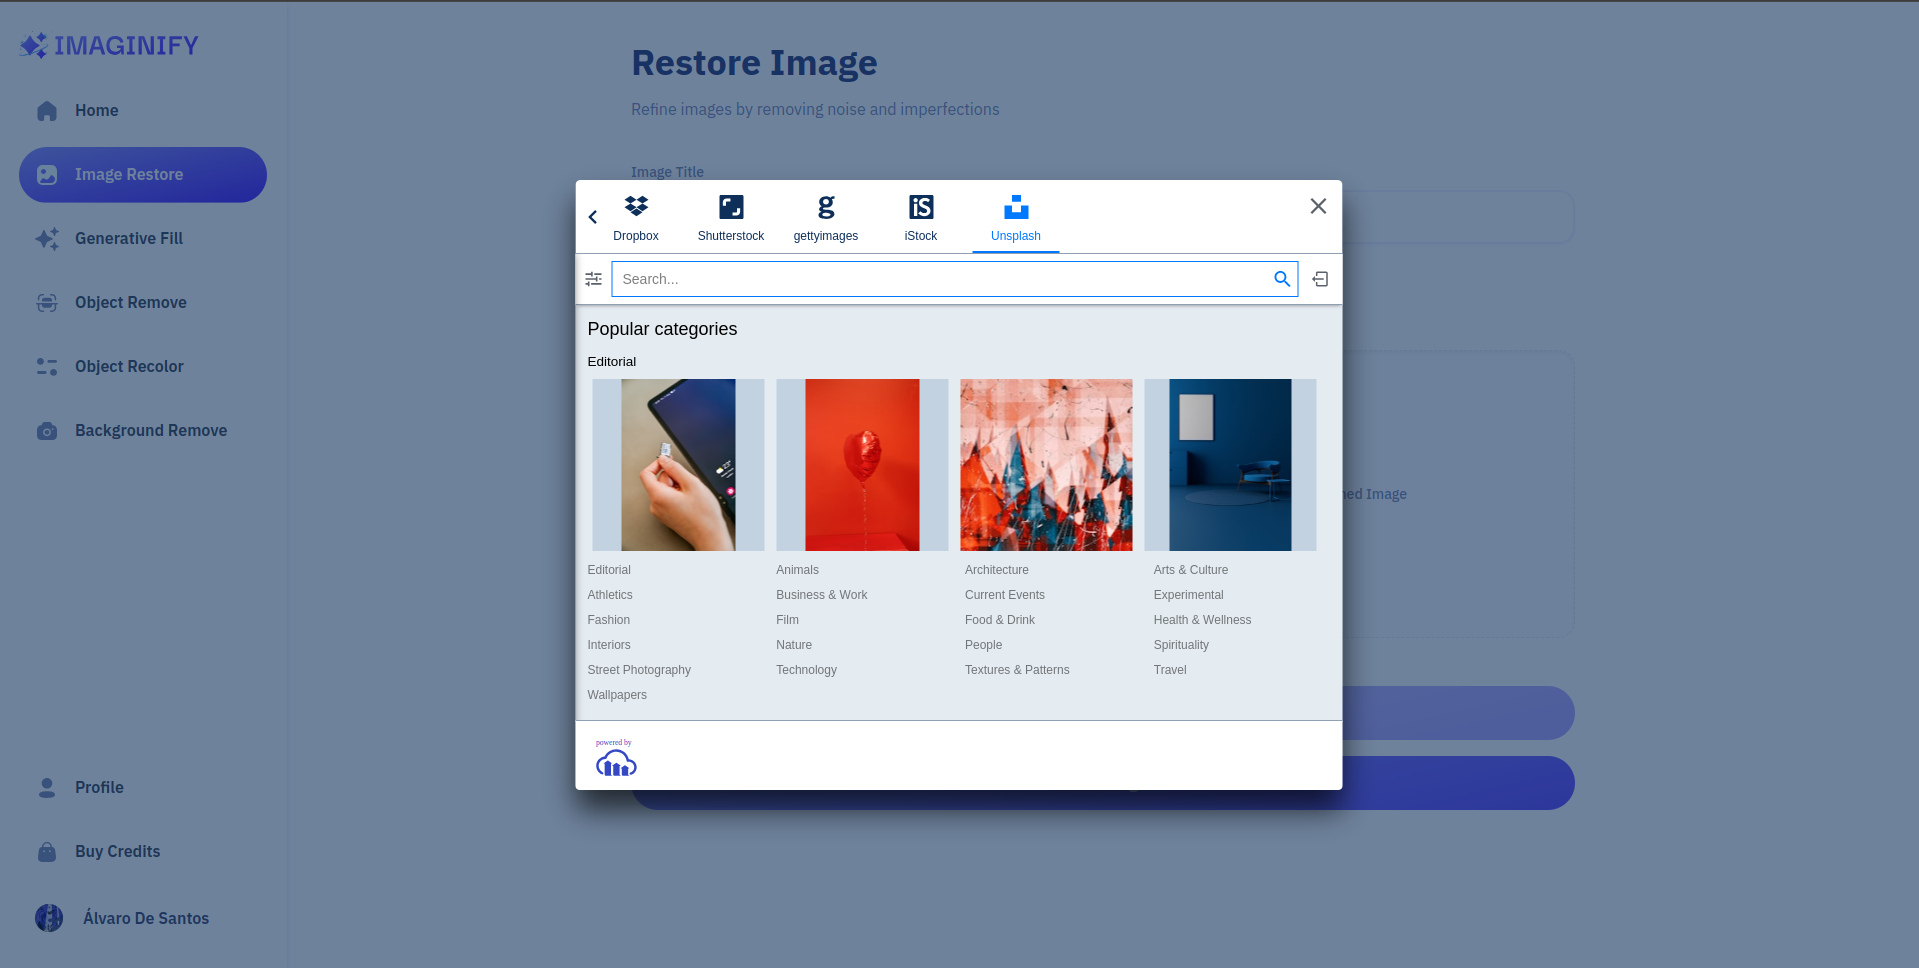 IMAGINIFY
Home
Image Restore
Generative Fill
Object Remove
Object Recolor
Background Remove
Profile
Buy Credits
Álvaro De Santos
Restore Image
Refine images by removing noise and imperfections
Image Title
Dropbox
Shutterstock
gettyimages
iStock
Unsplash
Search...
Popular categories
Editorial
Editorial
Animals
Architecture
Arts & Culture
Athletics
Business & Work
Current Events
Experimental
Fashion
Film
Food & Drink
Health & Wellness
Interiors
Nature
People
Spirituality
Street Photography
Technology
Textures & Patterns
Travel
Wallpapers
Image
powered by